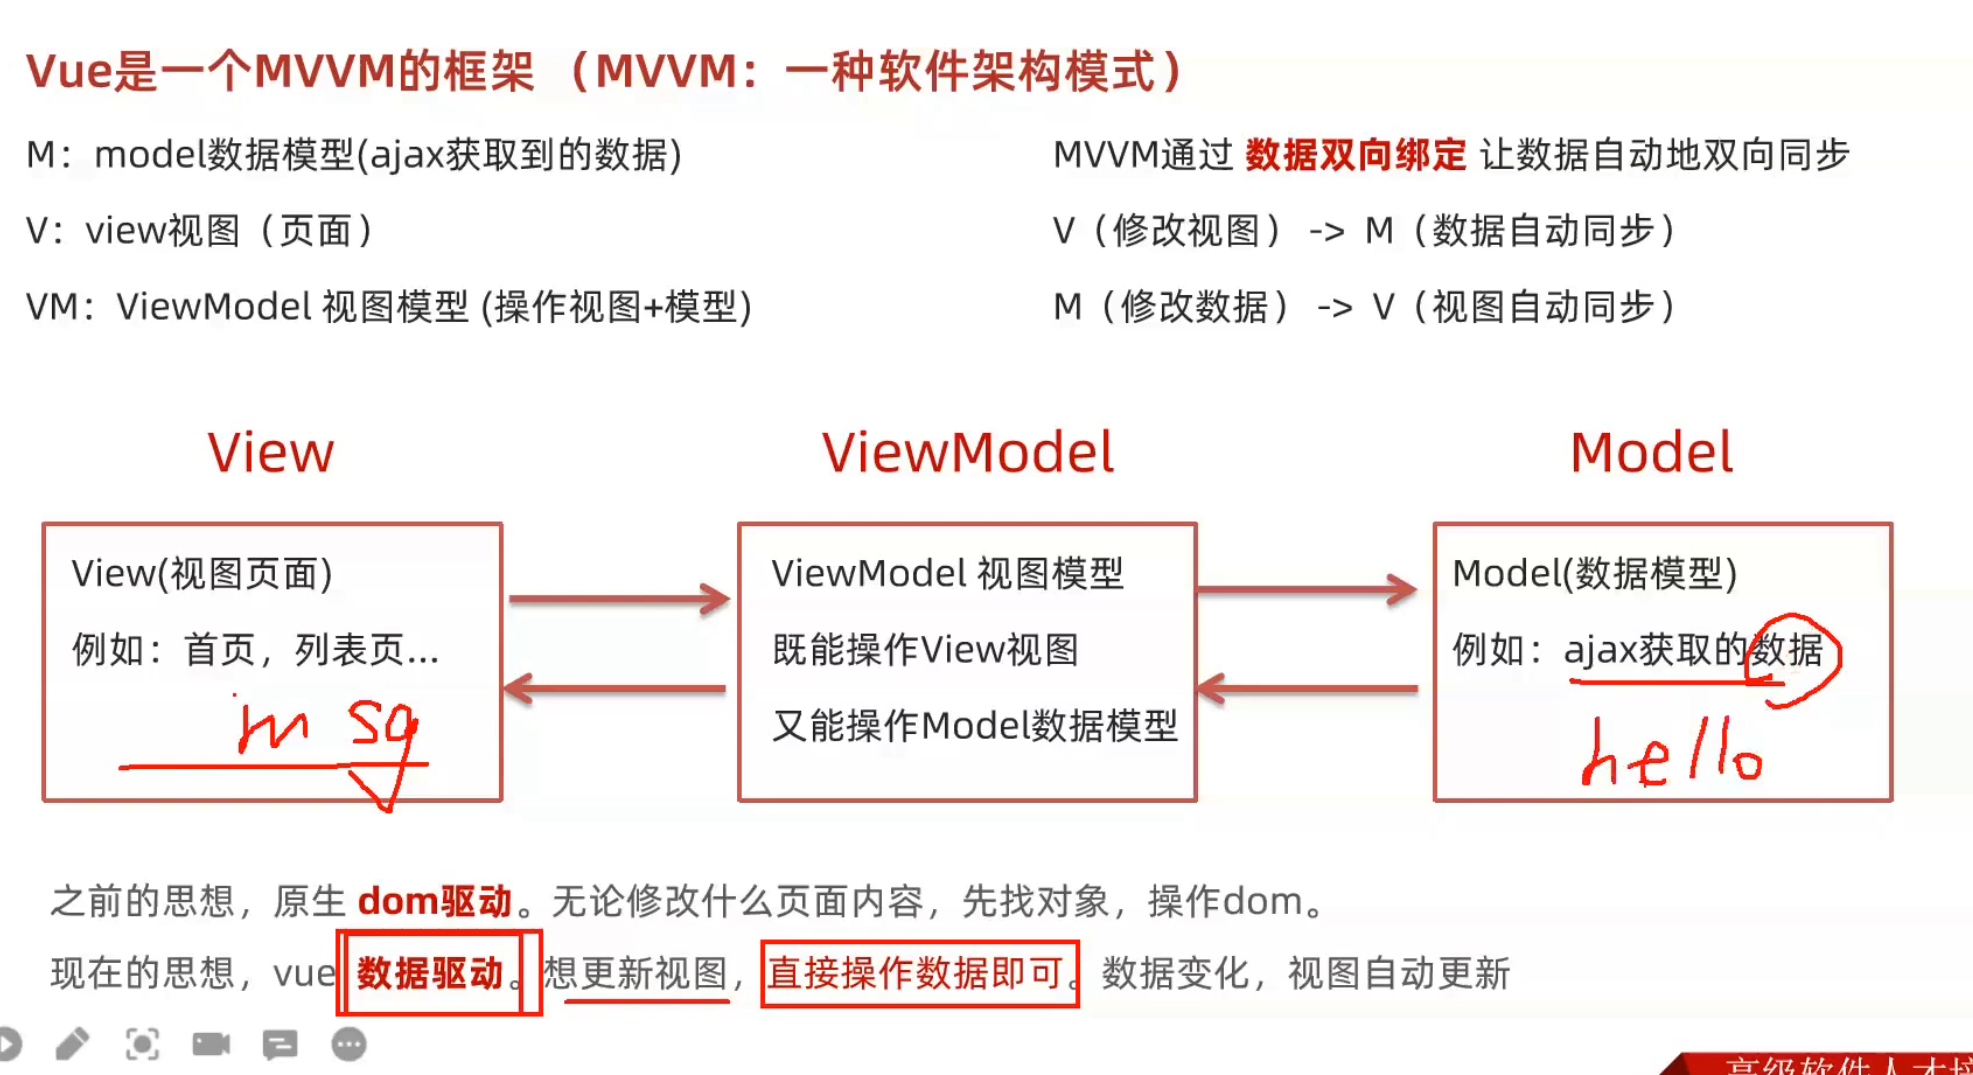 Vue是一个MVVM的框架 （MVVM：一种软件架构模式）
M：model数据模型(ajax获取到的数据)
V：view视图（页面）
VM：ViewModel 视图模型 (操作视图+模型)
MVVM通过 数据双向绑定 让数据自动地双向同步
V（修改视图） -> M（数据自动同步）
M（修改数据） -> V（视图自动同步）
View
View(视图页面)
例如：首页，列表页...
msg
ViewModel
ViewModel 视图模型
既能操作View视图
又能操作Model数据模型
Model
Model(数据模型)
例如：ajax获取的数据
hello
之前的思想，原生 dom驱动。无论修改什么页面内容，先找对象，操作dom。
现在的思想，vue 数据驱动。想更新视图，直接操作数据即可。数据变化，视图自动更新
高级软件人才培